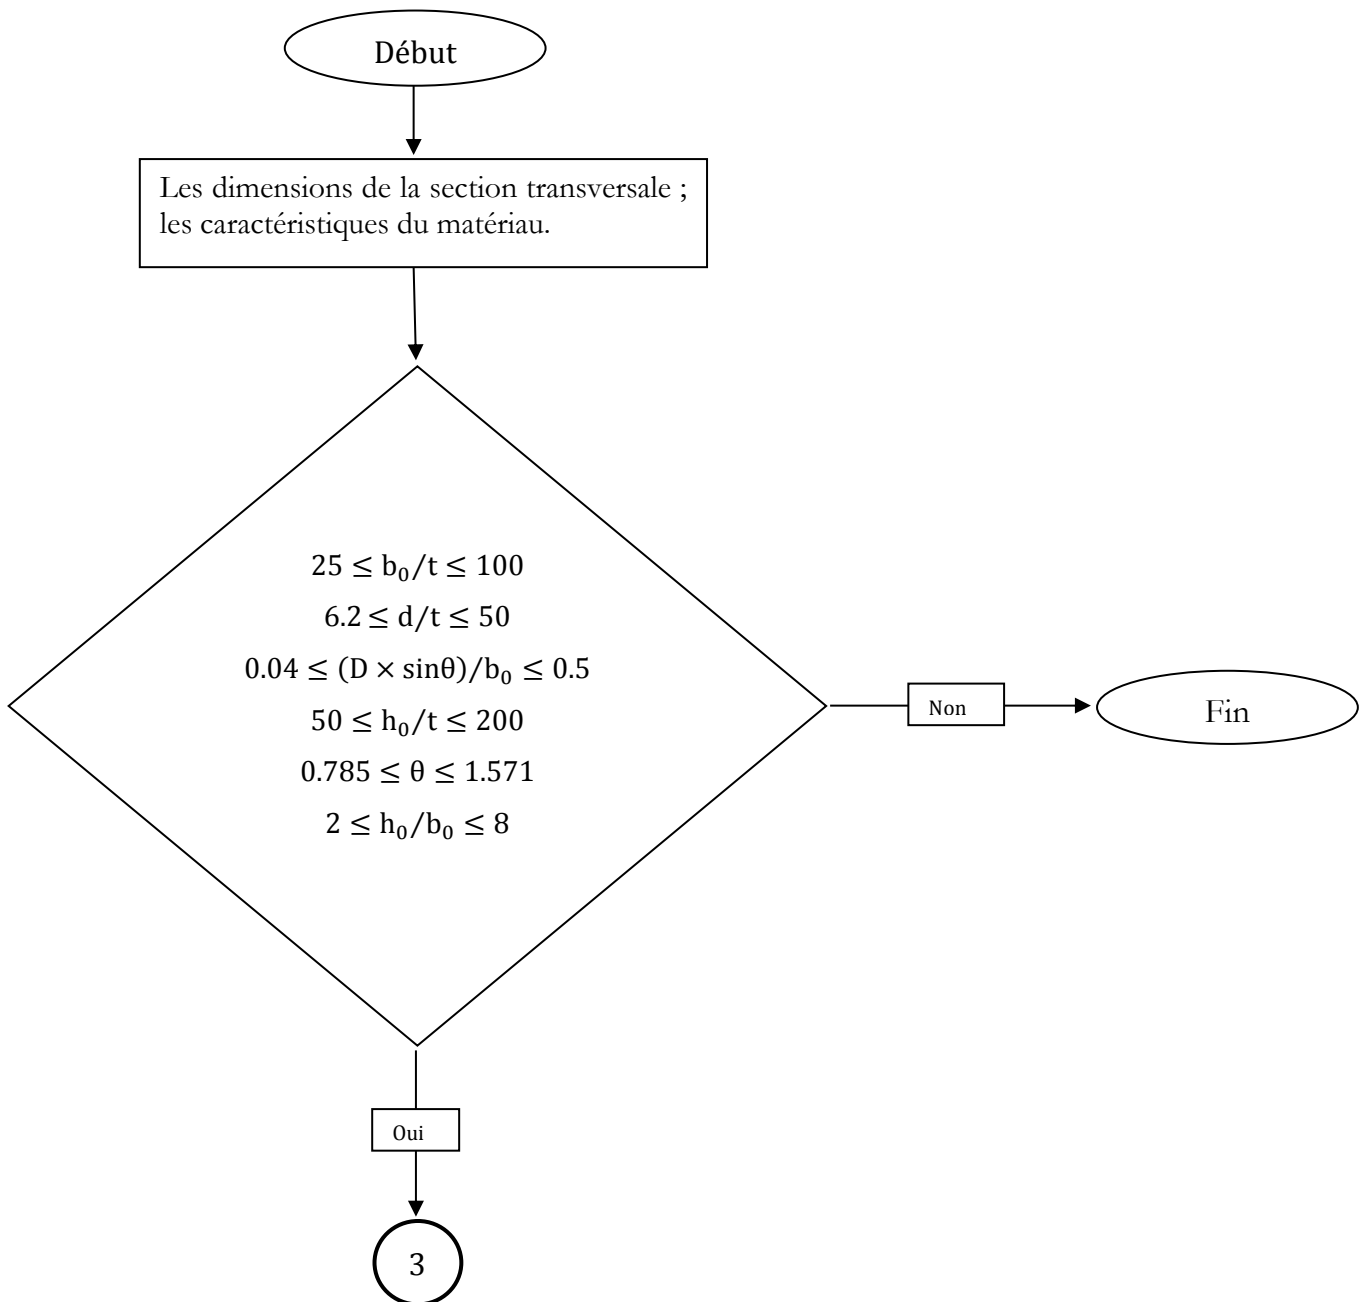 Début
Les dimensions de la section transversale ;
les caractéristiques du matériau.
25 ≤ b₀/t ≤ 100
6.2 ≤ d/t ≤ 50
0.04 ≤ (D × sinθ)/b₀ ≤ 0.5
50 ≤ h₀/t ≤ 200
0.785 ≤ θ ≤ 1.571
2 ≤ h₀/b₀ ≤ 8
Non
Fin
Oui
3